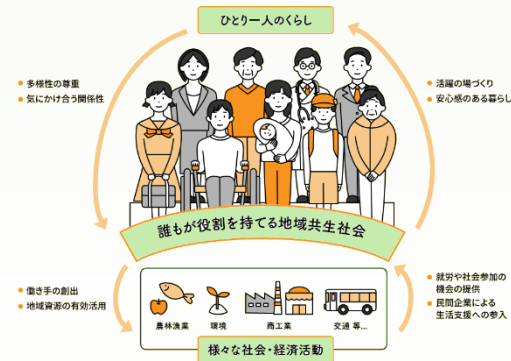 ひとり一人のくらし
● 多様性の尊重
● 気にかけ合う関係性
● 活躍の場づくり
● 安心感のある暮らし
誰もが役割を持てる地域共生社会
● 働き手の創出
● 地域資源の有効活用
● 就労や社会参加の
機会の提供
● 民間企業による
生活支援への参入
農林漁業
環境
商工業
交通 等...
様々な社会・経済活動